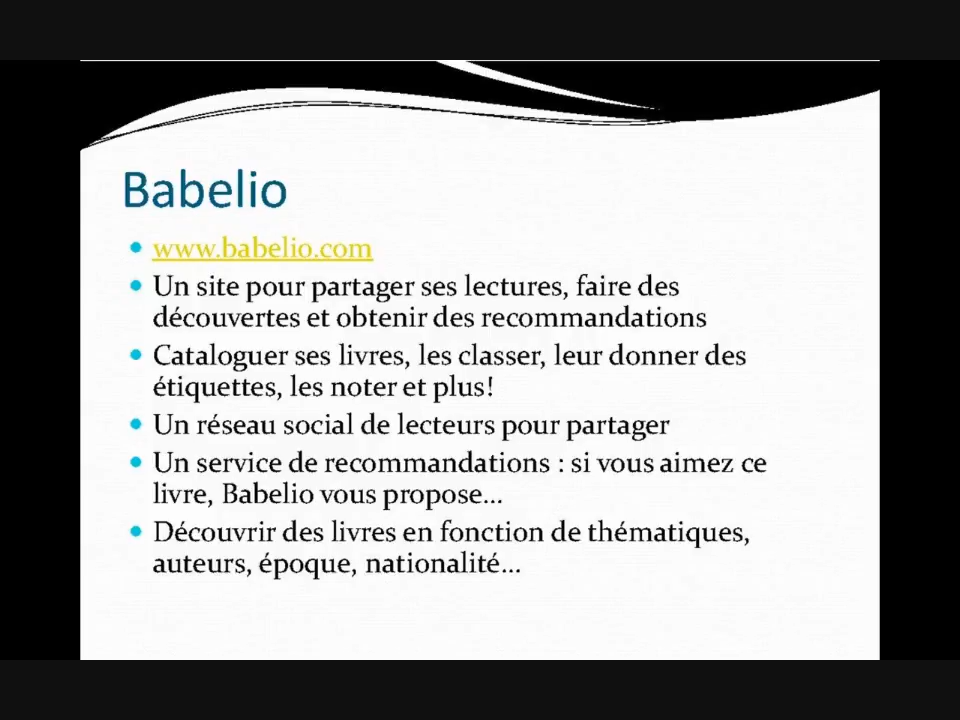 Babelio
www.babelio.com
Un site pour partager ses lectures, faire des
découvertes et obtenir des recommandations
Cataloguer ses livres, les classer, leur donner des
étiquettes, les noter et plus!
Un réseau social de lecteurs pour partager
Un service de recommandations : si vous aimez ce
livre, Babelio vous propose…
Découvrir des livres en fonction de thématiques,
auteurs, époque, nationalité…